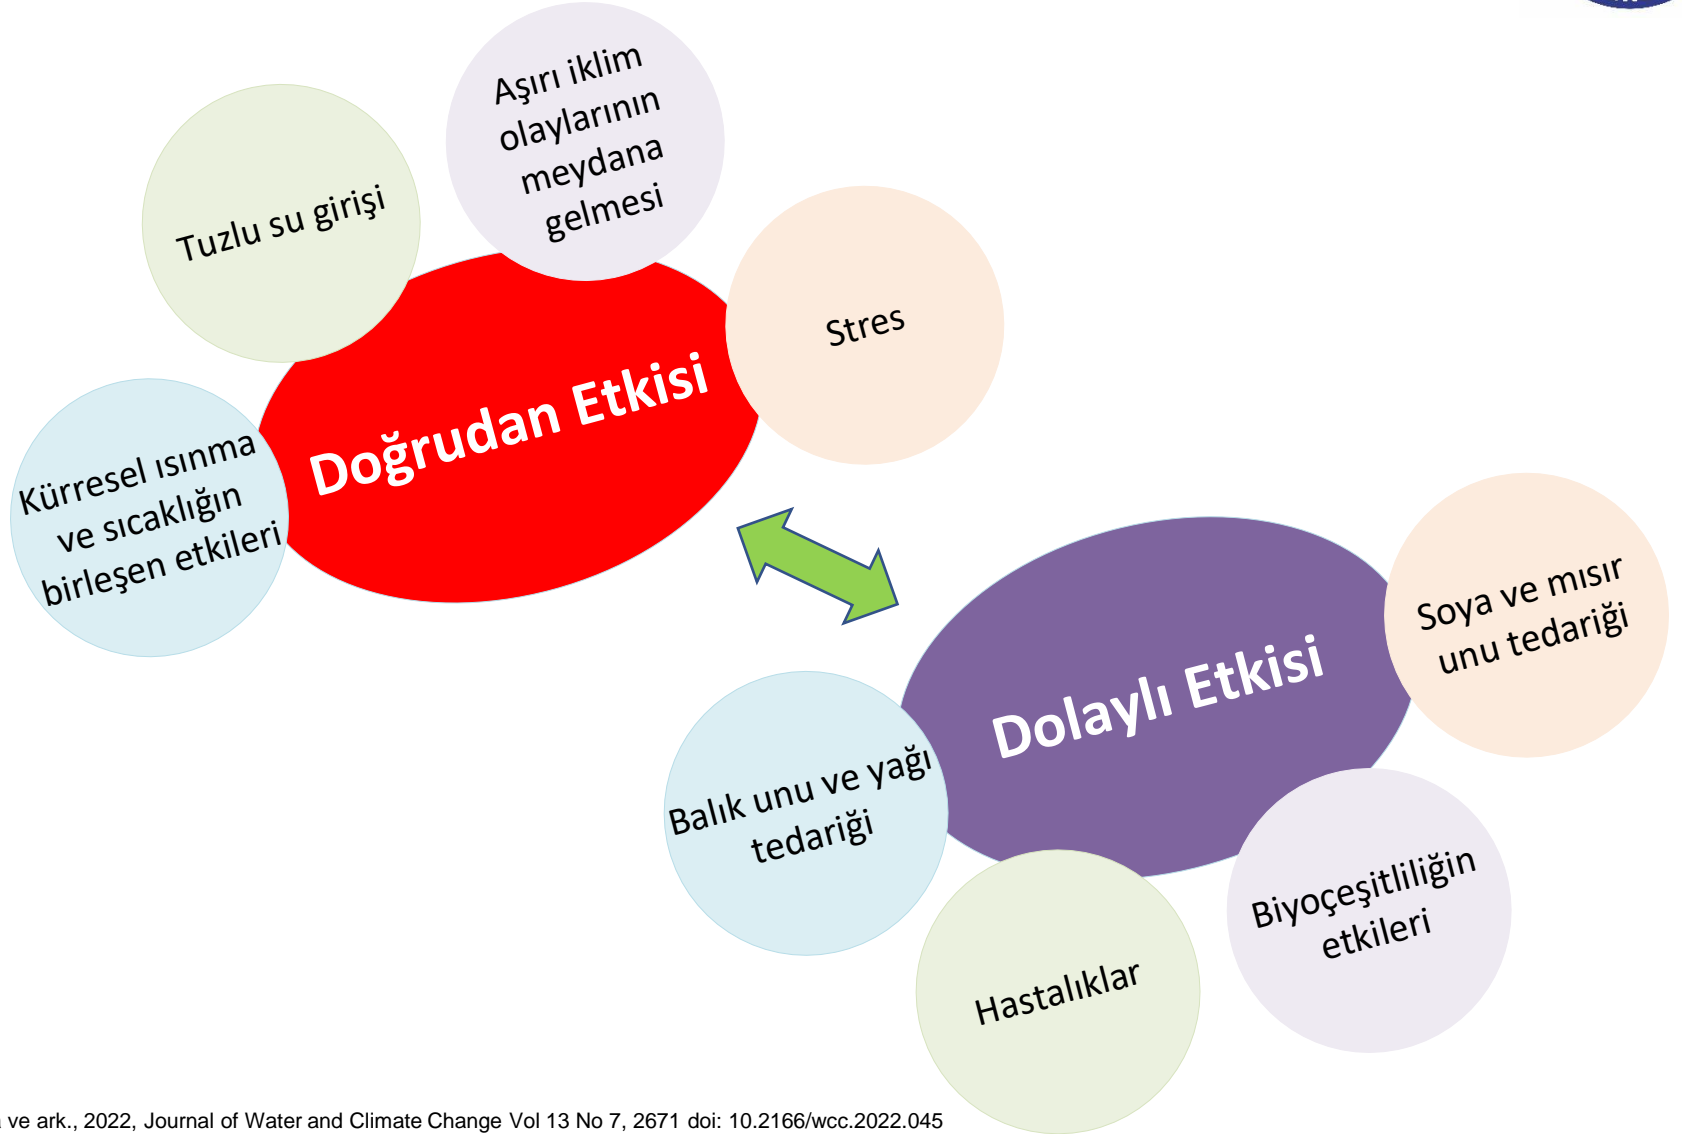 Aşırı iklim
olaylarının
meydana
gelmesi
Tuzlu su girişi
Stres
Doğrudan Etkisi
Kürresel ısınma
ve sıcaklığın
birleşen etkileri
Soya ve mısır
unu tedariği
Dolaylı Etkisi
Balık unu ve yağı
tedariği
Biyoçeşitliliğin
etkileri
Hastalıklar
ve ark., 2022, Journal of Water and Climate Change Vol 13 No 7, 2671 doi: 10.2166/wcc.2022.045